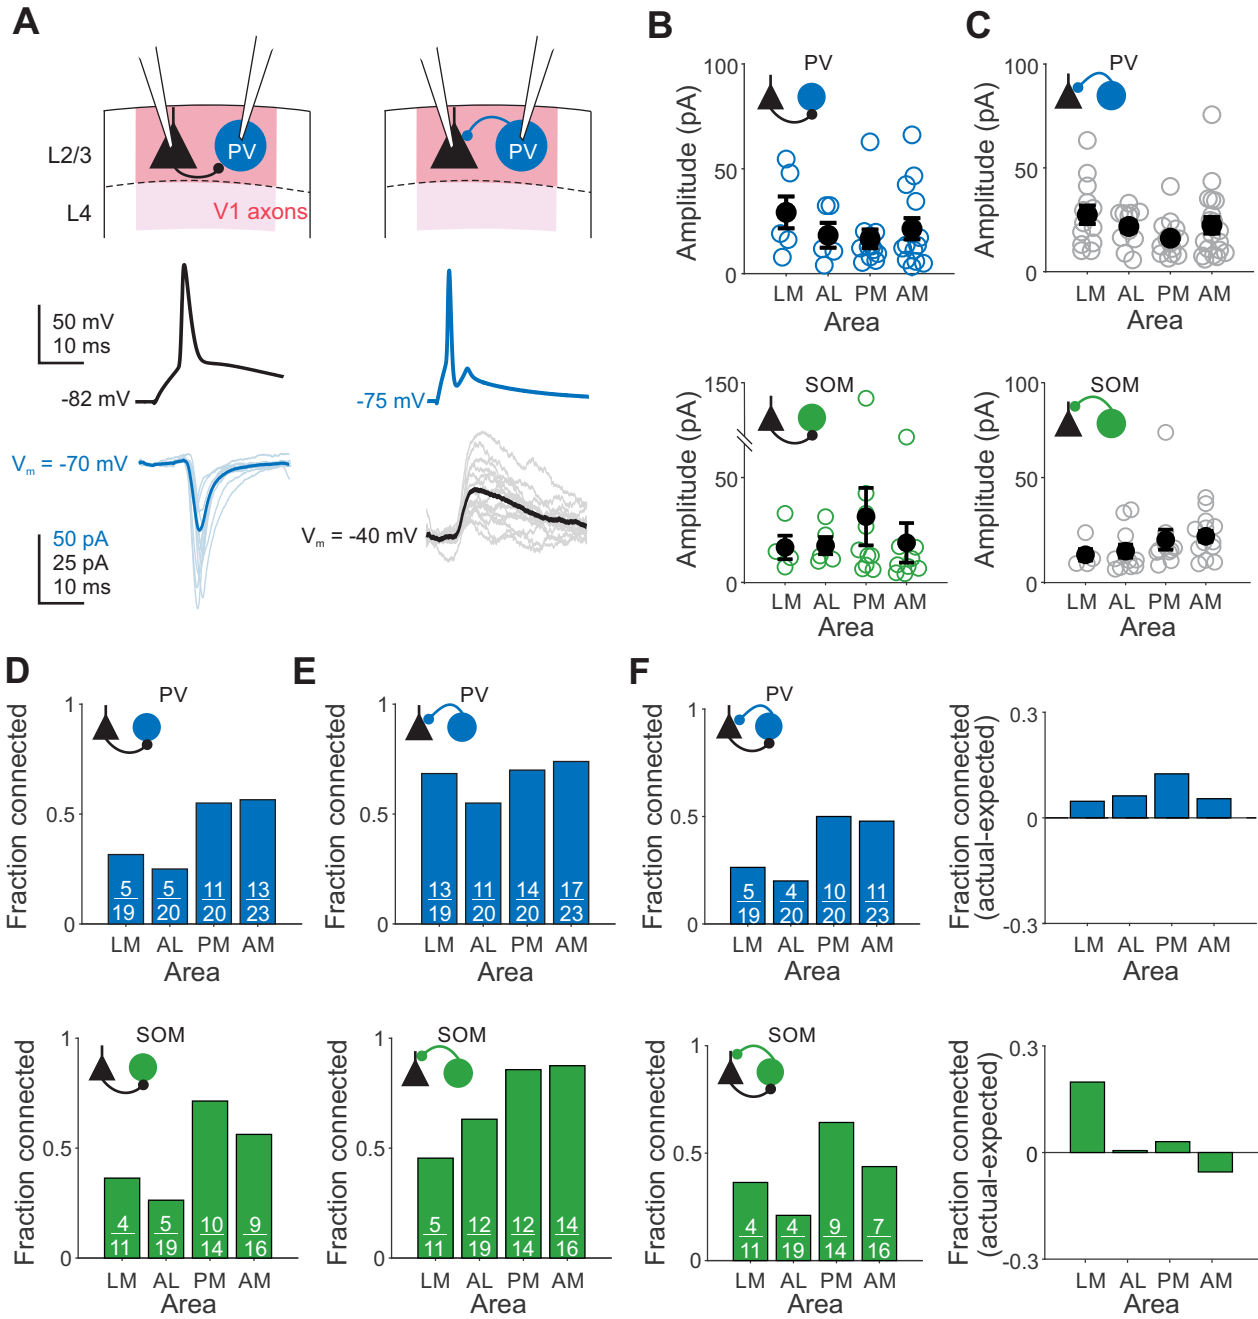 A
L2/3
L4
PV
PV
V1 axons
50 mV
10 ms
-82 mV
-75 mV
Vm = -70 mV
50 pA
25 pA
10 ms
Vm = -40 mV
B
PV
Amplitude (pA)
100
50
0
LM AL PM AM
Area
SOM
Amplitude (pA)
150
50
0
LM AL PM AM
Area
C
PV
Amplitude (pA)
100
50
0
LM AL PM AM
Area
SOM
Amplitude (pA)
100
50
0
LM AL PM AM
Area
D
PV
Fraction connected
1
0.5
0
5 5 11 13
19 20 20 23
LM AL PM AM
Area
SOM
Fraction connected
1
0.5
0
4 5 10 9
11 19 14 16
LM AL PM AM
Area
E
PV
Fraction connected
1
0.5
0
13 11 14 17
19 20 20 23
LM AL PM AM
Area
SOM
Fraction connected
1
0.5
0
5 12 12 14
11 19 14 16
LM AL PM AM
Area
F
PV
Fraction connected
1
0.5
0
5 4 10 11
19 20 20 23
LM AL PM AM
Area
Fraction connected
(actual-expected)
0.3
0
-0.3
LM AL PM AM
Area
SOM
Fraction connected
1
0.5
0
4 4 9 7
11 19 14 16
LM AL PM AM
Area
Fraction connected
(actual-expected)
0.3
0
-0.3
LM AL PM AM
Area